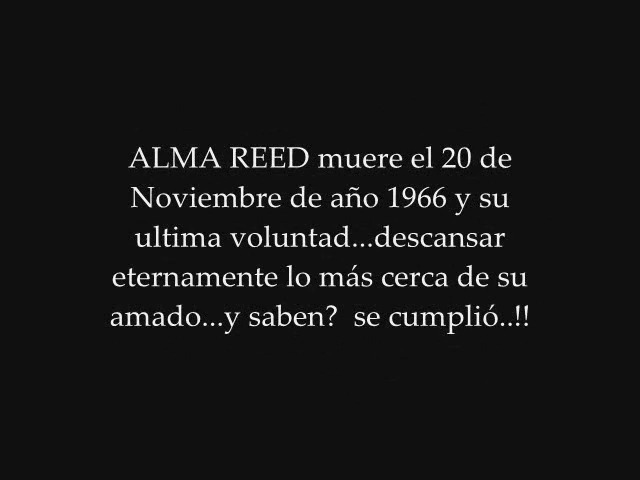 ALMA REED muere el 20 de
Noviembre de año 1966 y su
ultima voluntad...descansar
eternamente lo más cerca de su
amado...y saben?  se cumplió..!!